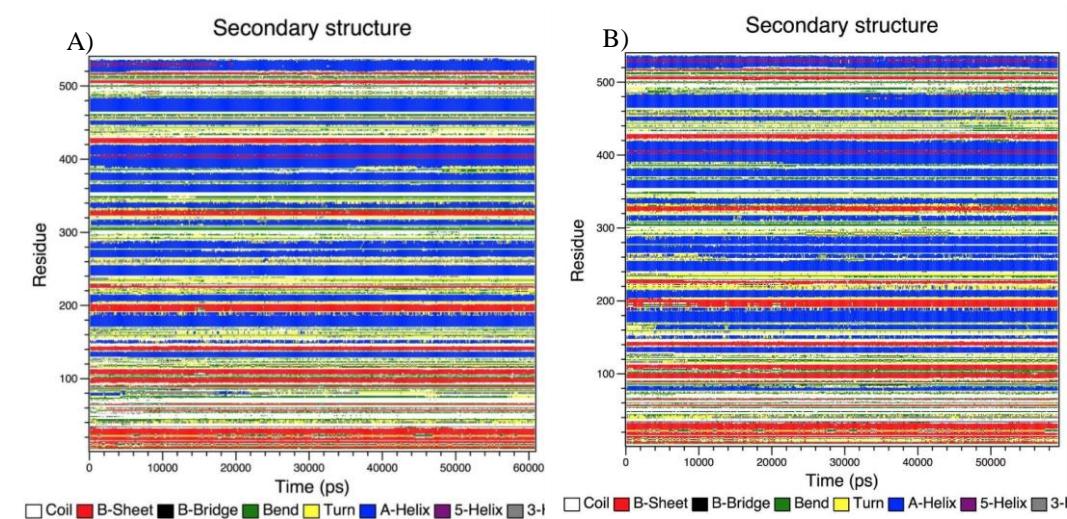 A)
Secondary structure
Residue
500
400
300
200
100
0 10000 20000 30000 40000 50000 60000
Time (ps)
Coil B-Sheet B-Bridge Bend Turn A-Helix 5-Helix 3-H
B)
Secondary structure
Residue
500
400
300
200
100
0 10000 20000 30000 40000 50000
Time (ps)
Coil B-Sheet B-Bridge Bend Turn A-Helix 5-Helix 3-H